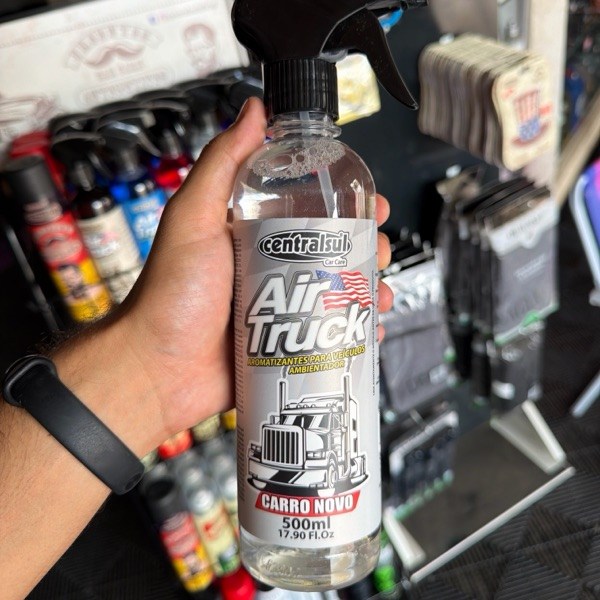 centralsul
Car Care
Air
Truck
AROMATIZANTES PARA VEÍCULOS
AMBIENTADOR
CARRO NOVO
500ml
17.90 Fl.Oz